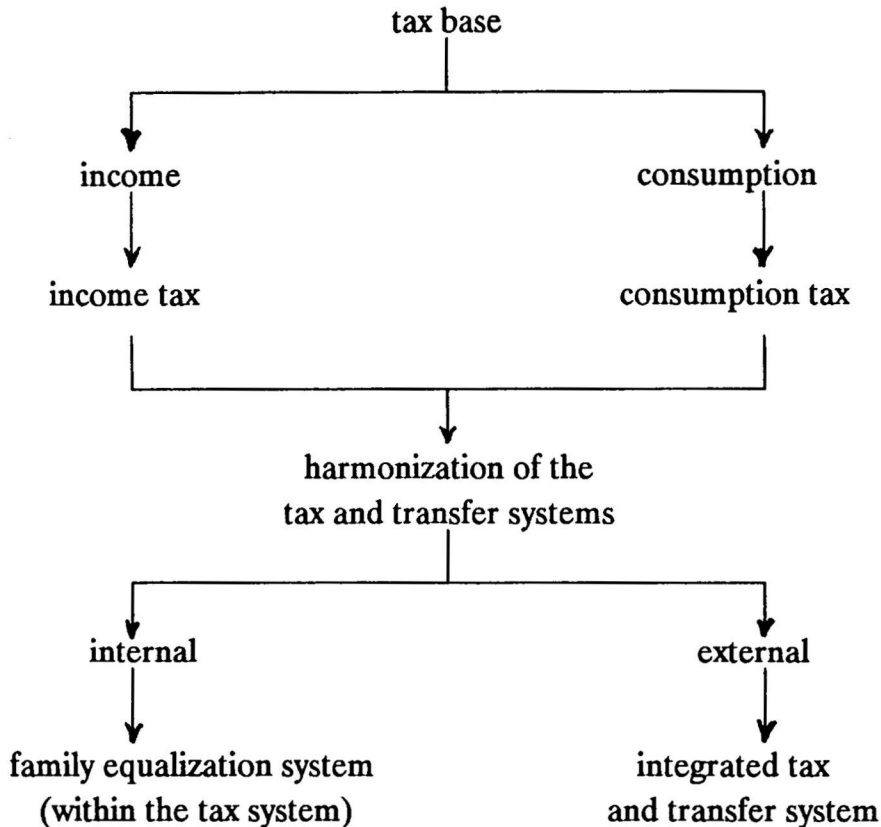 tax base
income
consumption
income tax
consumption tax
harmonization of the
tax and transfer systems
internal
external
family equalization system
(within the tax system)
integrated tax
and transfer system